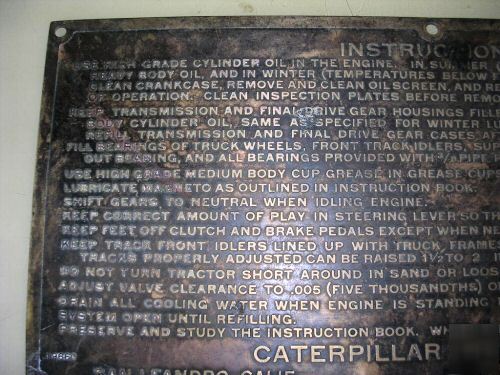 INSTRUCTION
USE HIGH GRADE CYLINDER OIL IN THE ENGINE. IN SUMMER
READY BODY OIL, AND IN WINTER (TEMPERATURES BELOW
CLEAN CRANKCASE, REMOVE AND CLEAN OIL SCREEN, AND RE
OF OPERATION. CLEAN INSPECTION PLATES BEFORE REMO
KEEP TRANSMISSION AND FINAL DRIVE GEAR HOUSINGS FILLE
BODY CYLINDER OIL, SAME AS SPECIFIED FOR WINTER LU
REFILL TRANSMISSION AND FINAL DRIVE GEAR CASES A
FILL BEARINGS OF TRUCK WHEELS, FRONT TRACK IDLERS, SUP
OUT BEARING, AND ALL BEARINGS PROVIDED WITH PIPE
USE HIGH GRADE MEDIUM BODY CUP GREASE IN GREASE CUP
LUBRICATE MAGNETO AS OUTLINED IN INSTRUCTION BOOK.
SHIFT GEARS TO NEUTRAL WHEN IDLING ENGINE.
KEEP CORRECT AMOUNT OF PLAY IN STEERING LEVER SO TH
KEEP FEET OFF CLUTCH AND BRAKE PEDALS EXCEPT WHEN NE
KEEP TRACK FRONT IDLERS LINED UP WITH TRUCK FRAME
TRACKS PROPERLY ADJUSTED CAN BE RAISED 1½ TO 2
DO NOT TURN TRACTOR SHORT AROUND IN SAND OR LOOS
ADJUST VALVE CLEARANCE TO .005 (FIVE THOUSANDTHS) O
DRAIN ALL COOLING WATER WHEN ENGINE IS STANDING
SYSTEM OPEN UNTIL REFILLING.
PRESERVE AND STUDY THE INSTRUCTION BOOK. WH
CATERPILLAR
SAN LEANDRO, CALIF.